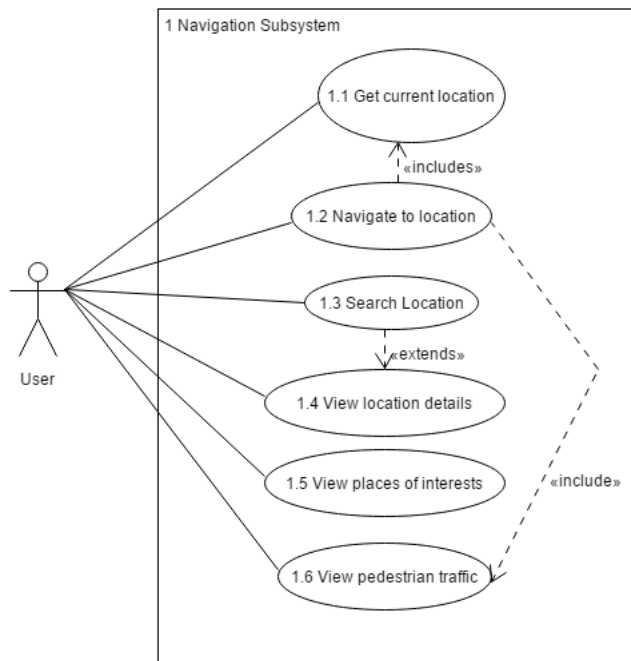 1 Navigation Subsystem
1.1 Get current location
«includes»
1.2 Navigate to location
1.3 Search Location
«extends»
User
1.4 View location details
1.5 View places of interests
«include»
1.6 View pedestrian traffic